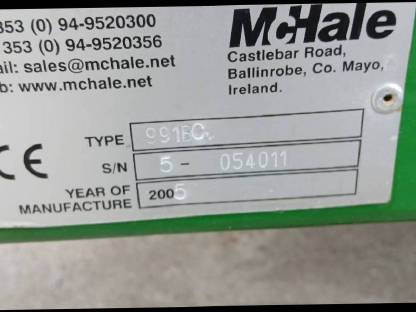 353 (0) 94-9520300
353 (0) 94-9520356
ail: sales@mchale.net
b: www.mchale.net
McHale
Castlebar Road,
Ballinrobe, Co. Mayo,
Ireland.
CE
TYPE 991BC
S/N 5- 054011
YEAR OF
MANUFACTURE 2005